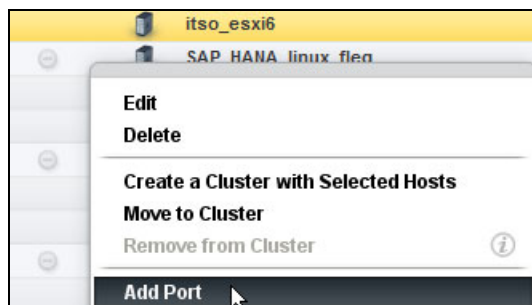 itso_esxi6
SAP_HANA_linux_fleg
Edit
Delete
Create a Cluster with Selected Hosts
Move to Cluster
Remove from Cluster
Add Port